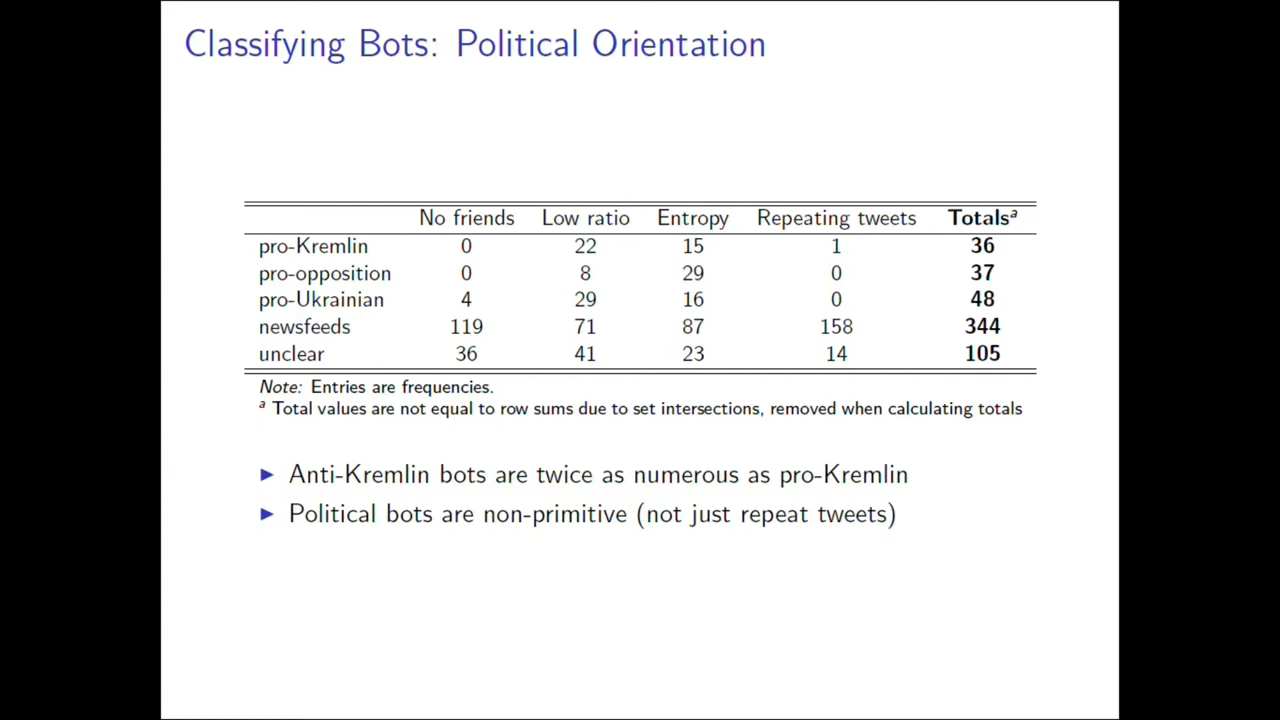 Classifying Bots: Political Orientation
No friends Low ratio Entropy Repeating tweets Totalsᵃ
pro-Kremlin 0 22 15 1 36
pro-opposition 0 8 29 0 37
pro-Ukrainian 4 29 16 0 48
newsfeeds 119 71 87 158 344
unclear 36 41 23 14 105
Note: Entries are frequencies.
ᵃ Total values are not equal to row sums due to set intersections, removed when calculating totals
▶ Anti-Kremlin bots are twice as numerous as pro-Kremlin
▶ Political bots are non-primitive (not just repeat tweets)